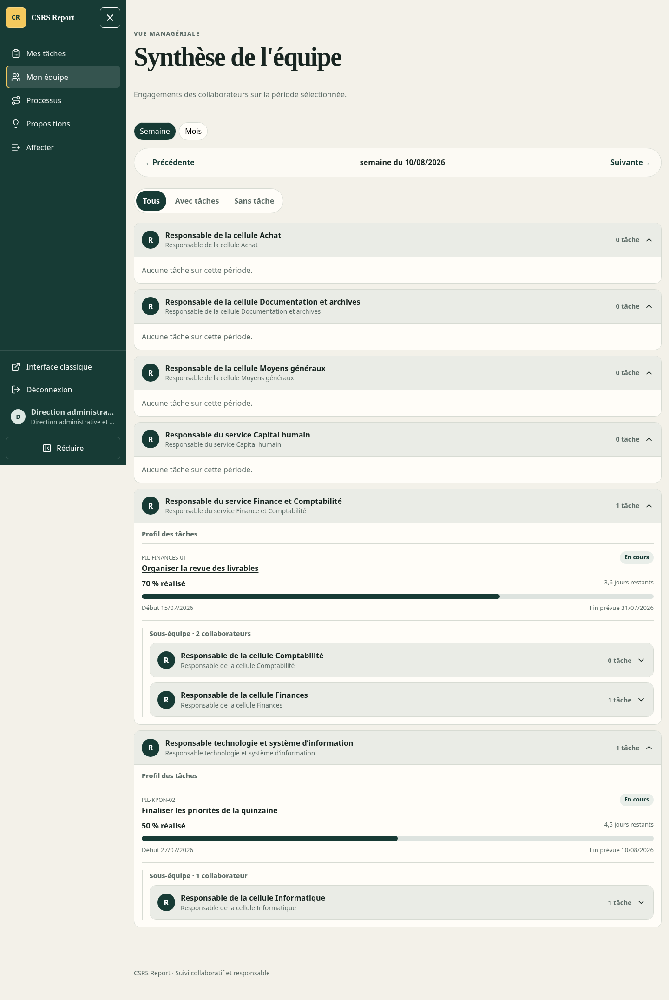 CR
CSRS Report
Mes tâches
Mon équipe
Processus
Propositions
Affecter
Interface classique
Déconnexion
D
Direction administra...
Direction administrative et ...
Réduire
VUE MANAGÉRIALE
Synthèse de l'équipe
Engagements des collaborateurs sur la période sélectionnée.
Semaine Mois
←Précédente semaine du 10/08/2026 Suivante→
Tous Avec tâches Sans tâche
R
Responsable de la cellule Achat
Responsable de la cellule Achat
0 tâche
Aucune tâche sur cette période.
R
Responsable de la cellule Documentation et archives
Responsable de la cellule Documentation et archives
0 tâche
Aucune tâche sur cette période.
R
Responsable de la cellule Moyens généraux
Responsable de la cellule Moyens généraux
0 tâche
Aucune tâche sur cette période.
R
Responsable du service Capital humain
Responsable du service Capital humain
0 tâche
Aucune tâche sur cette période.
R
Responsable du service Finance et Comptabilité
Responsable du service Finance et Comptabilité
1 tâche
Profil des tâches
PIL-FINANCES-01
En cours
Organiser la revue des livrables
70 % réalisé 3,6 jours restants
Début 15/07/2026 Fin prévue 31/07/2026
Sous-équipe · 2 collaborateurs
R
Responsable de la cellule Comptabilité
Responsable de la cellule Comptabilité
0 tâche
R
Responsable de la cellule Finances
Responsable de la cellule Finances
1 tâche
R
Responsable technologie et système d’information
Responsable technologie et système d’information
1 tâche
Profil des tâches
PIL-KPON-02
En cours
Finaliser les priorités de la quinzaine
50 % réalisé 4,5 jours restants
Début 27/07/2026 Fin prévue 10/08/2026
Sous-équipe · 1 collaborateur
R
Responsable de la cellule Informatique
Responsable de la cellule Informatique
1 tâche
CSRS Report · Suivi collaboratif et responsable